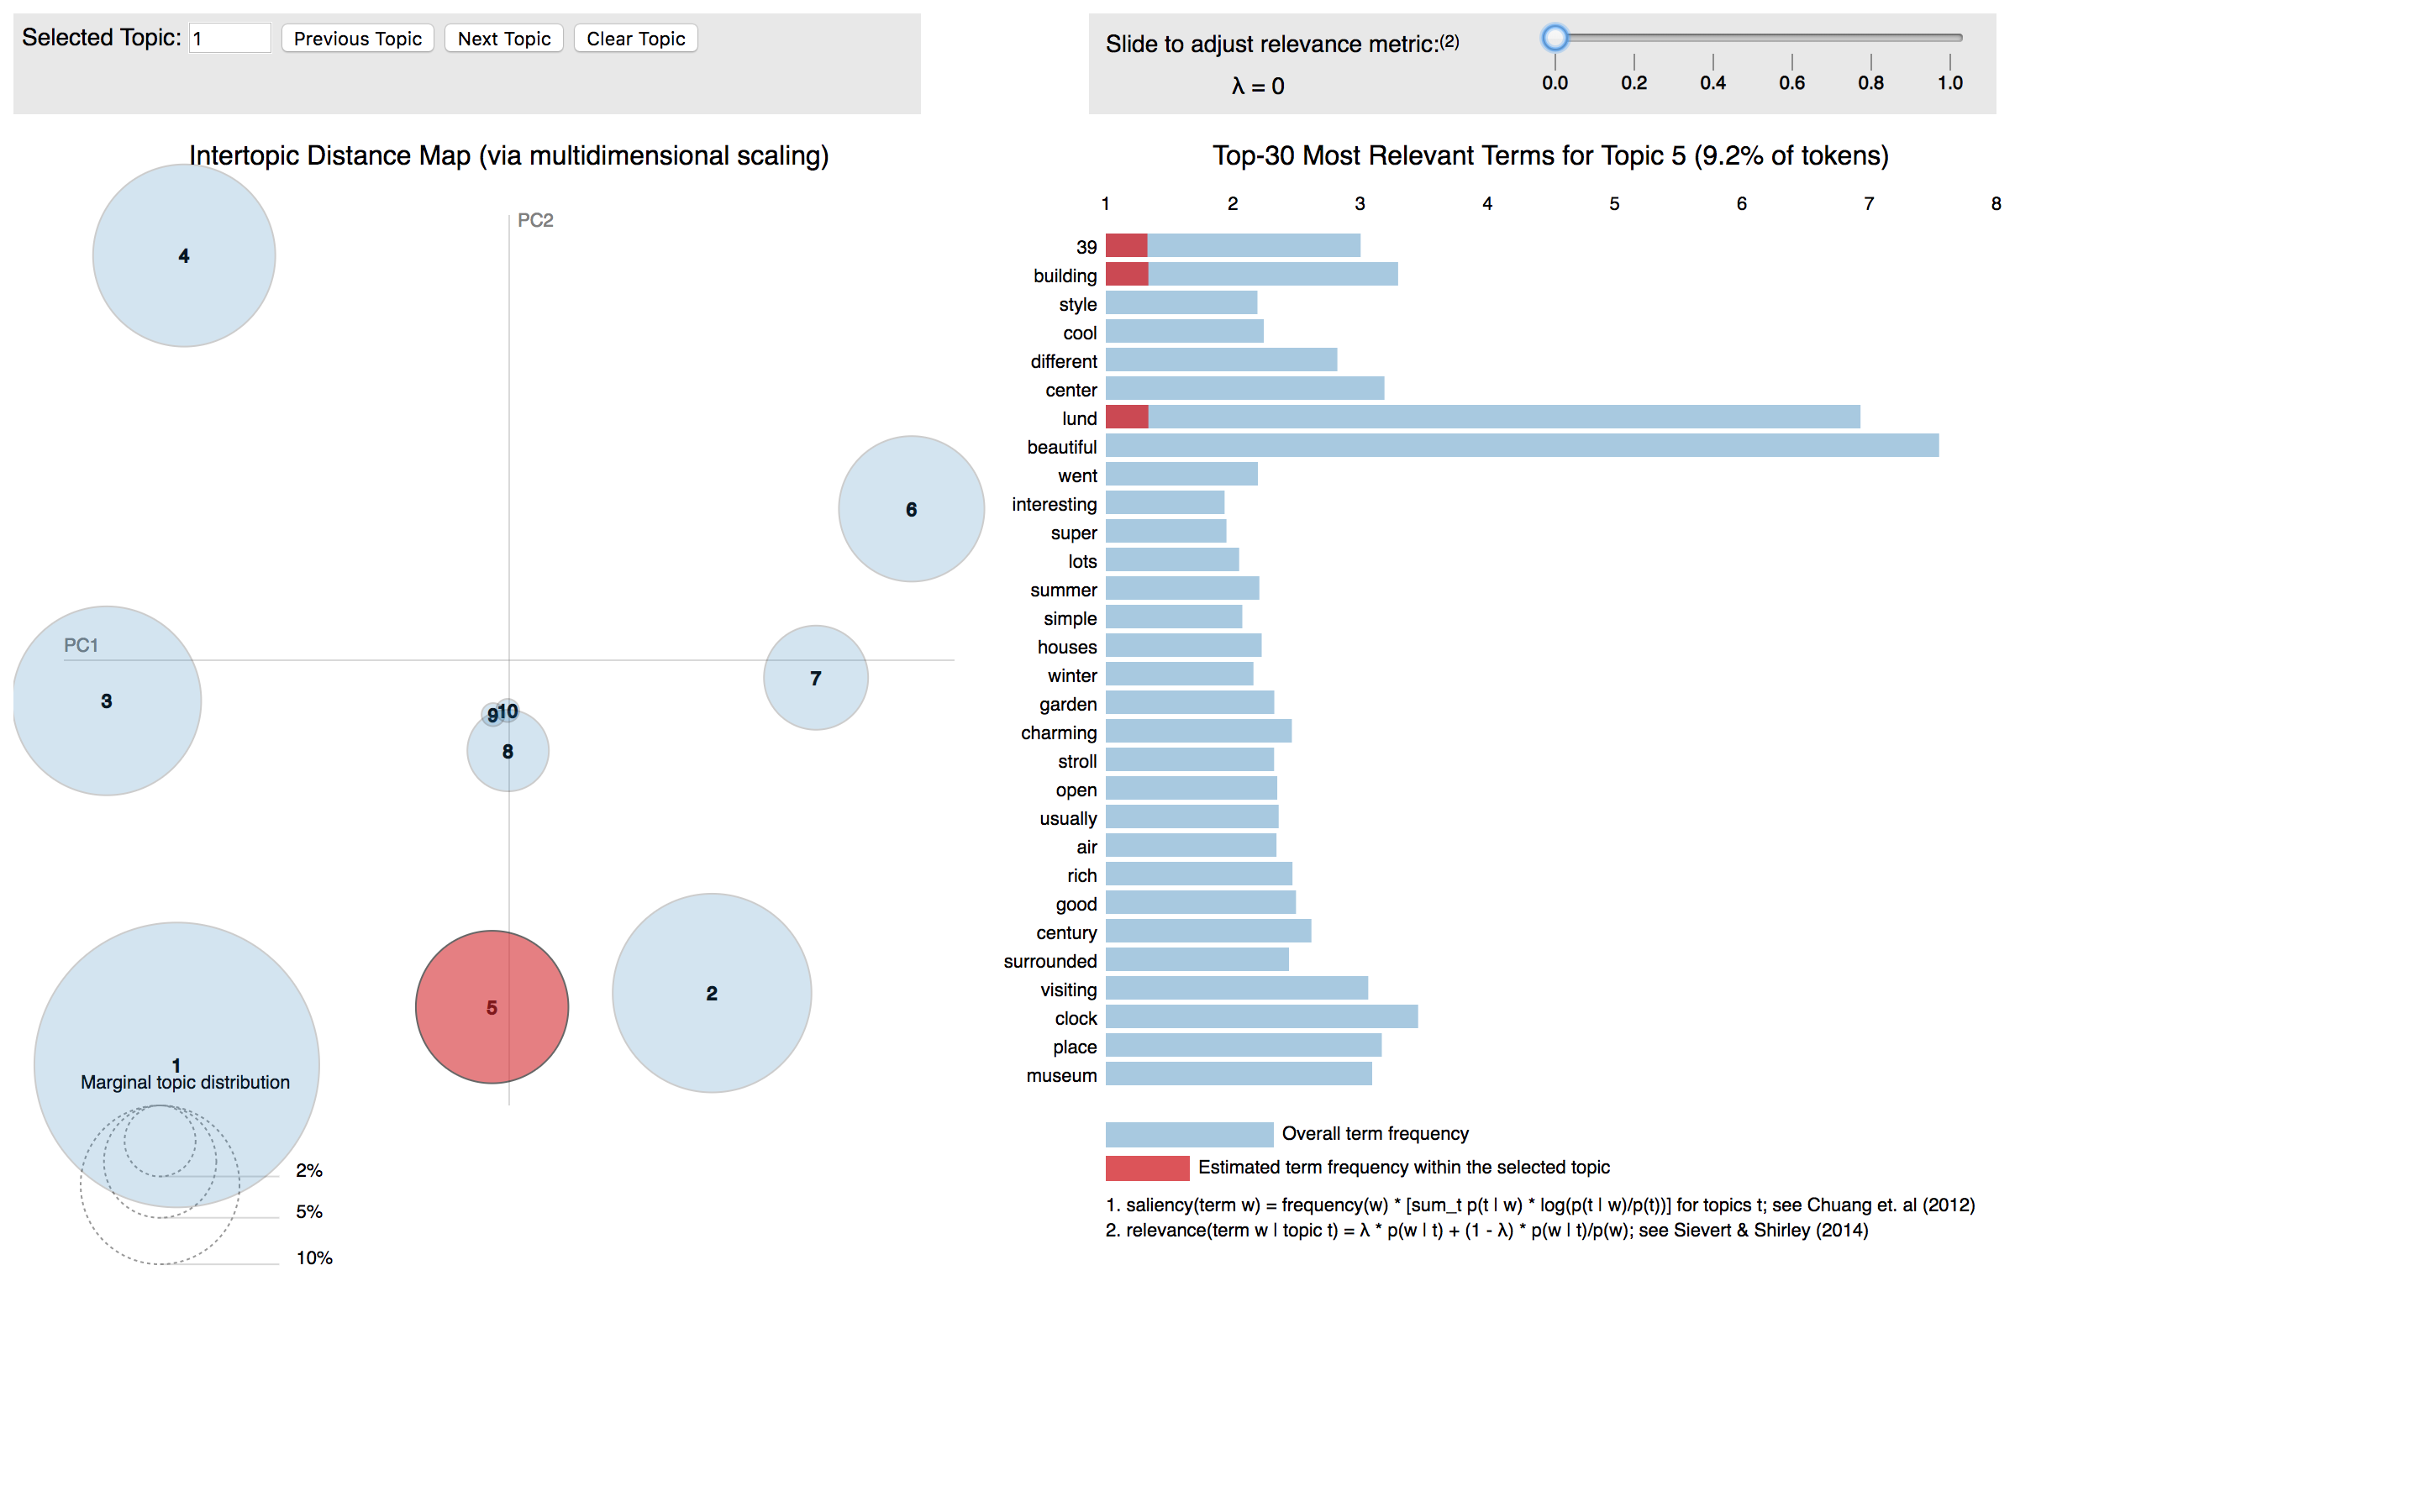 Selected Topic: 1 Previous Topic Next Topic Clear Topic
Slide to adjust relevance metric:(2)
λ = 0
0.0 0.2 0.4 0.6 0.8 1.0
Intertopic Distance Map (via multidimensional scaling)
PC2
PC1
4
6
3
7
9
10
8
5
2
1
Marginal topic distribution
2%
5%
10%
Top-30 Most Relevant Terms for Topic 5 (9.2% of tokens)
1 2 3 4 5 6 7 8
39
building
style
cool
different
center
lund
beautiful
went
interesting
super
lots
summer
simple
houses
winter
garden
charming
stroll
open
usually
air
rich
good
century
surrounded
visiting
clock
place
museum
Overall term frequency
Estimated term frequency within the selected topic
1. saliency(term w) = frequency(w) * [sum_t p(t | w) * log(p(t | w)/p(t))] for topics t; see Chuang et. al (2012)
2. relevance(term w | topic t) = λ * p(w | t) + (1 - λ) * p(w | t)/p(w); see Sievert & Shirley (2014)